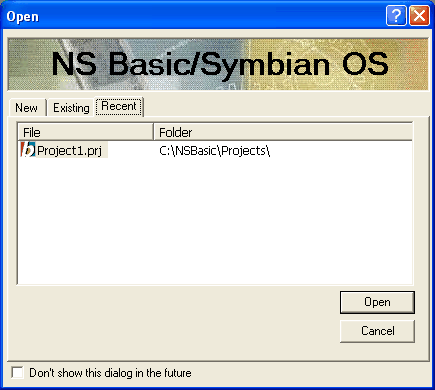 Open
NS Basic/Symbian OS
New Existing Recent
File Folder
Project1.prj C:\NSBasic\Projects\
Open
Cancel
Don't show this dialog in the future